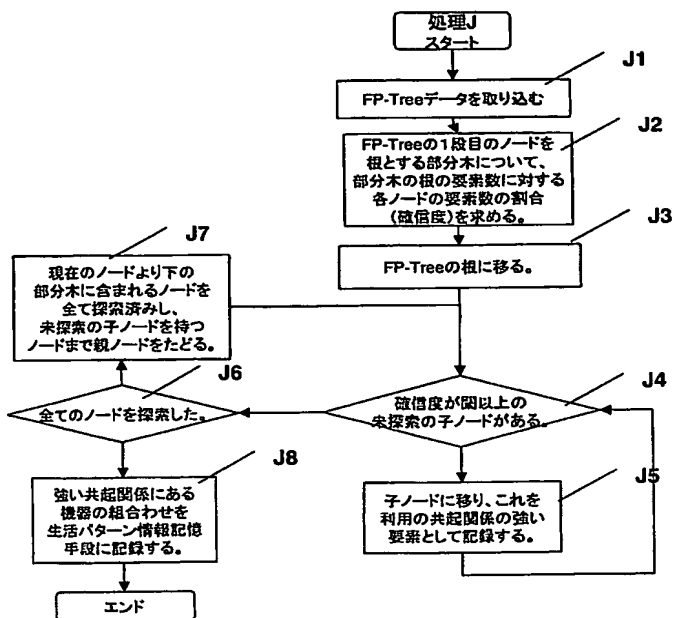 処理J
スタート
J1
FP-Treeデータを取り込む
J2
FP-Treeの1段目のノードを
根とする部分木について、
部分木の根の要素数に対する
各ノードの要素数の割合
(確信度)を求める。
J3
FP-Treeの根に移る。
J7
現在のノードより下の
部分木に含まれるノードを
全て探索済みし、
未探索の子ノードを持つ
ノードまで親ノードをたどる。
J6
全てのノードを探索した。
J4
確信度が閾以上の
未探索の子ノードがある。
J8
強い共起関係にある
機器の組合わせを
生活パターン情報記憶
手段に記録する。
J5
子ノードに移り、これを
利用の共起関係の強い
要素として記録する。
エンド